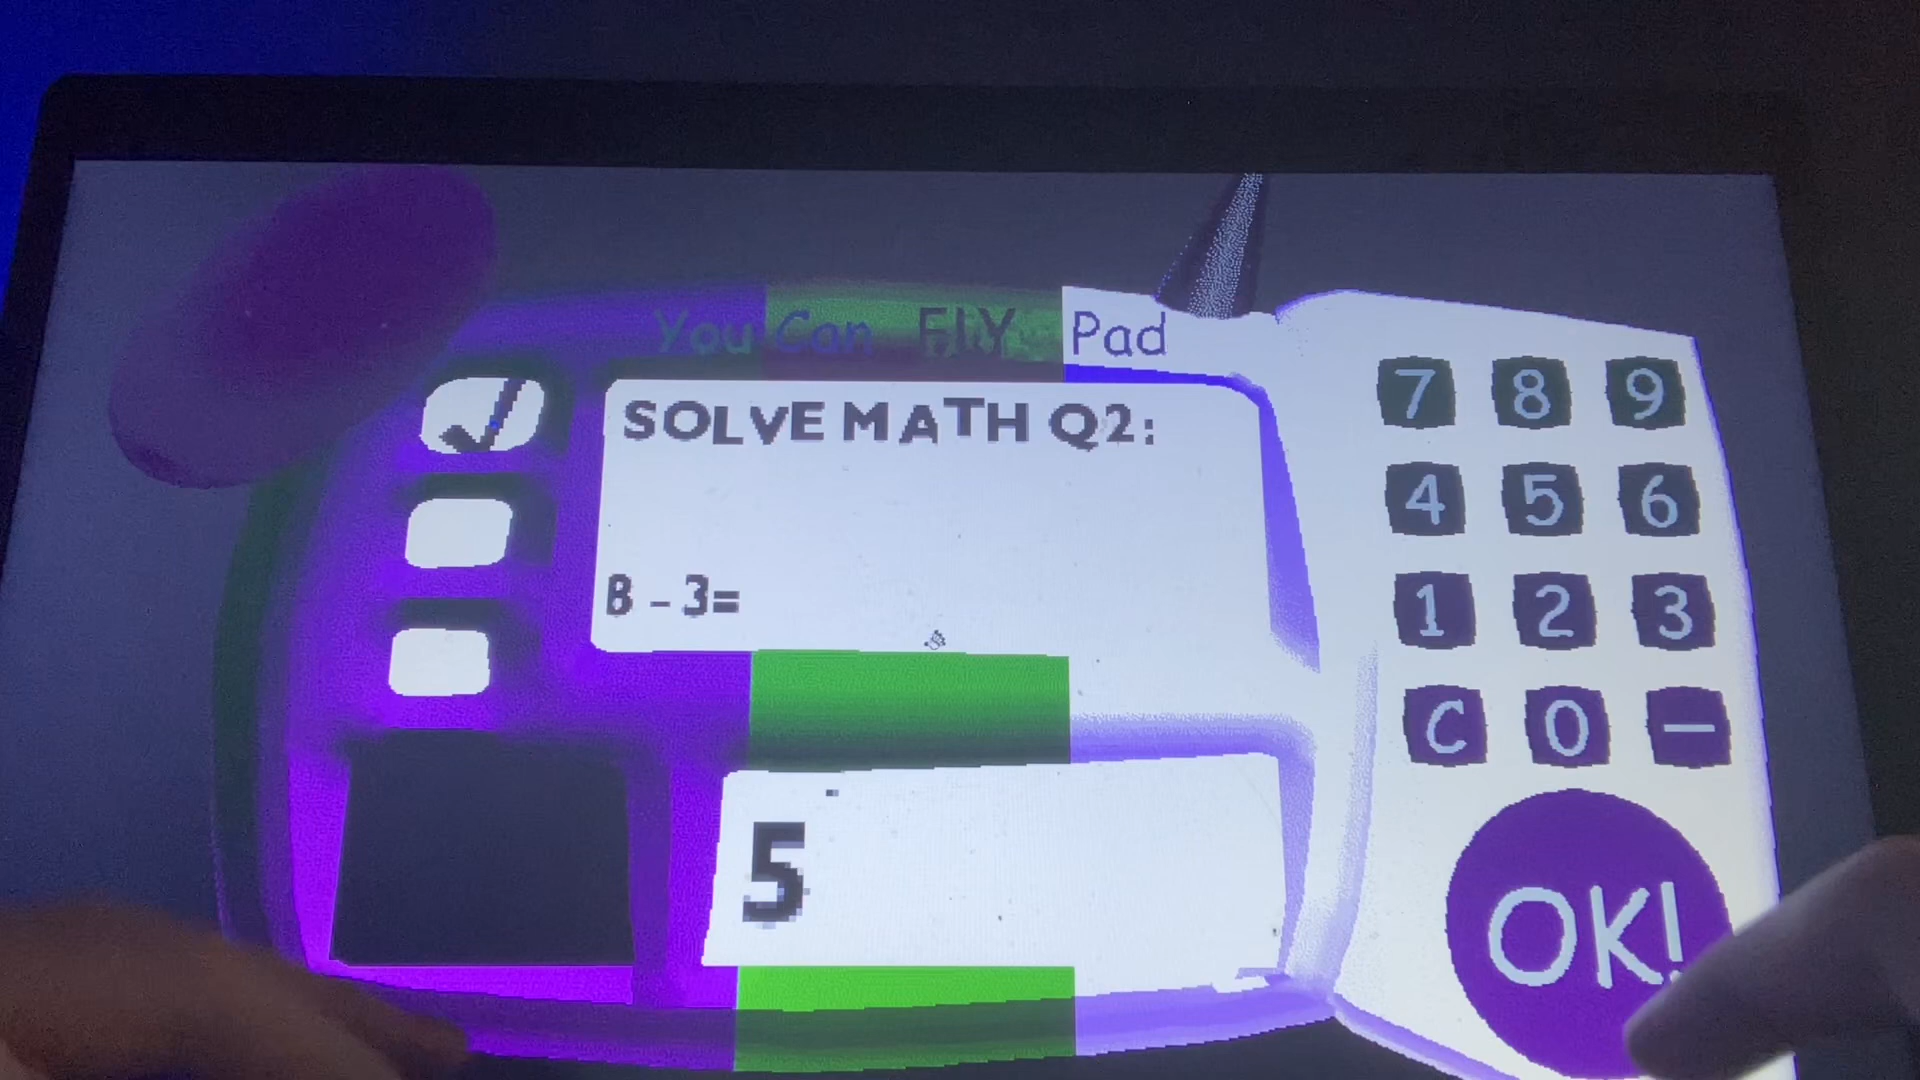 You Can FLY Pad
SOLVE MATH Q2:
8 - 3=
5
7 8 9
4 5 6
1 2 3
C 0 −
OK!